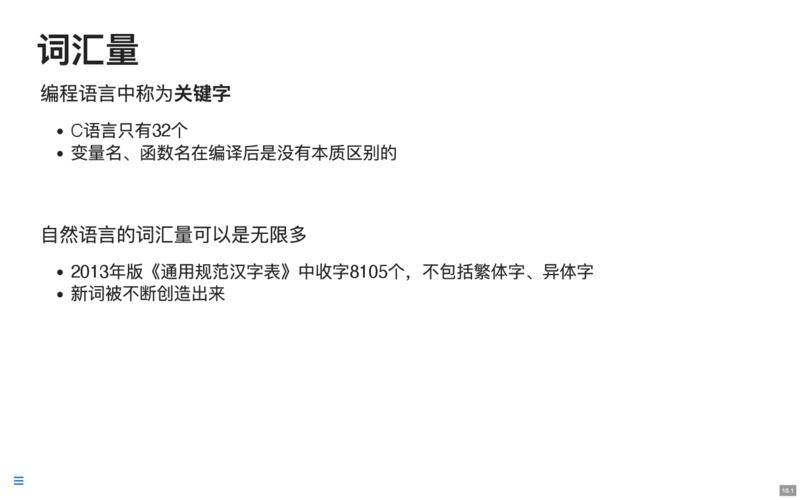 词汇量
编程语言中称为关键字
• C语言只有32个
• 变量名、函数名在编译后是没有本质区别的
自然语言的词汇量可以是无限多
• 2013年版《通用规范汉字表》中收字8105个，不包括繁体字、异体字
• 新词被不断创造出来